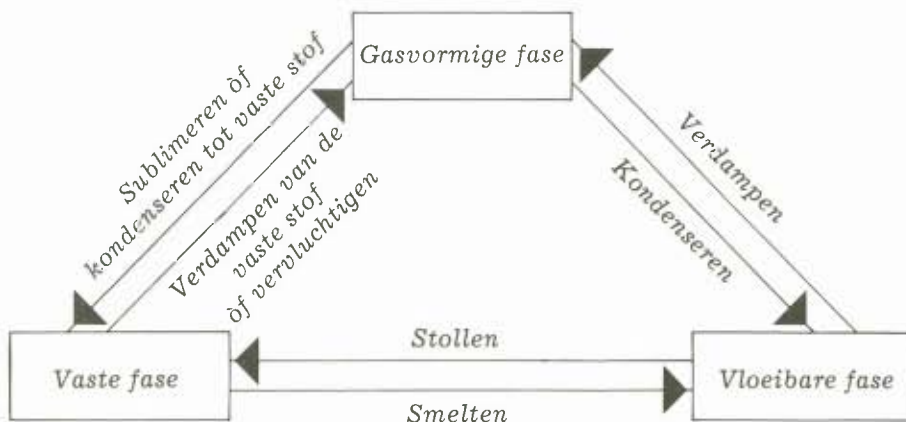 Gasvormige fase
Sublimeren òf
kondenseren tot vaste stof
Verdampen van de
vaste stof
òf vervluchtigen
Verdampen
Kondenseren
Stollen
Vaste fase
Vloeibare fase
Smelten